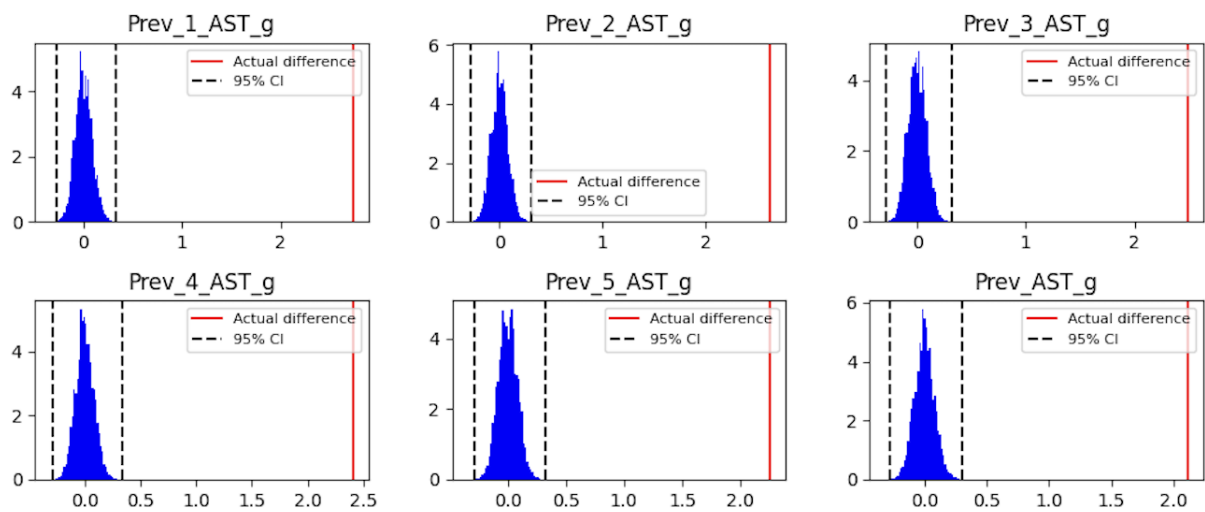 Prev_1_AST_g
Actual difference
95% CI
4
2
0
0
1
2
Prev_2_AST_g
6
4
2
0
Actual difference
95% CI
0
1
2
Prev_3_AST_g
Actual difference
95% CI
4
2
0
0
1
2
Prev_4_AST_g
Actual difference
95% CI
4
2
0
0.0
0.5
1.0
1.5
2.0
2.5
Prev_5_AST_g
Actual difference
95% CI
4
2
0
0.0
0.5
1.0
1.5
2.0
Prev_AST_g
6
Actual difference
95% CI
4
2
0
0.0
0.5
1.0
1.5
2.0